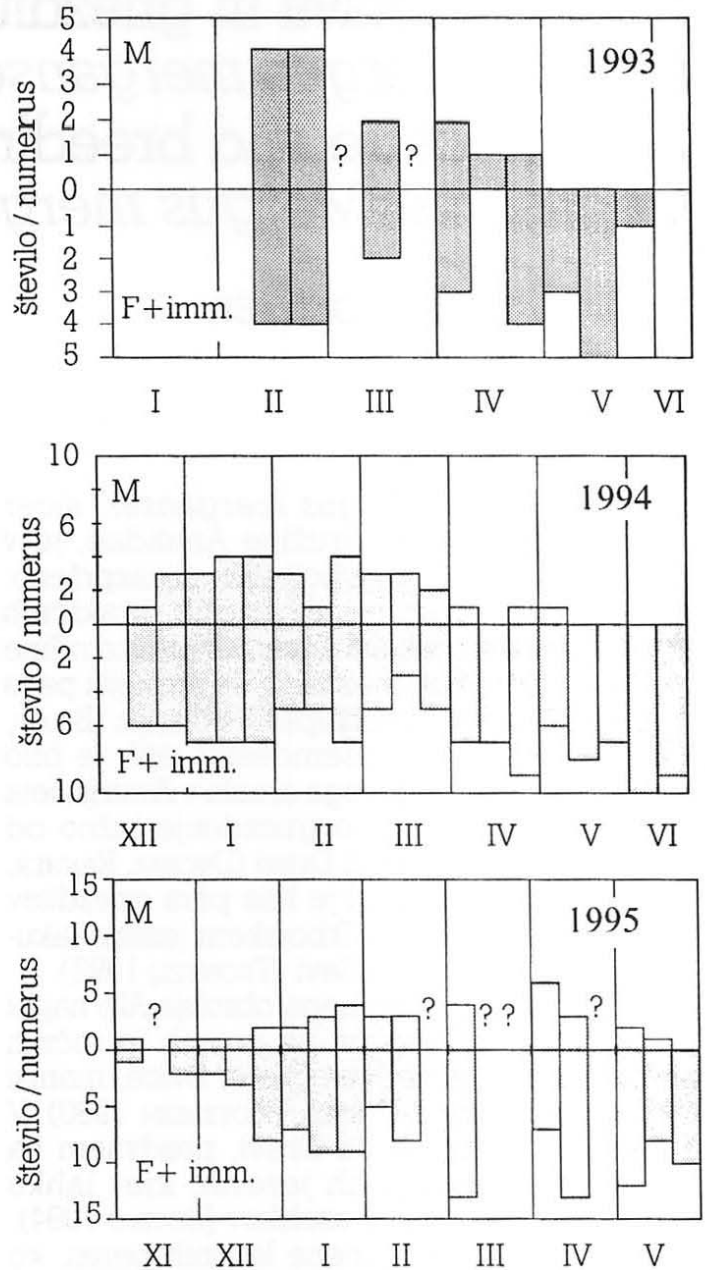 5
4
M
1993
3
2
1
? ?
0
1
2
3
F+imm.
4
5
število / numerus
I II III IV V VI
10
M
1994
6
2
0
2
6
F+ imm.
10
število / numerus
XII I II III IV V VI
15
M
1995
10
5
? ? ? ? ?
0
5
10
F+ imm.
15
število / numerus
XI XII I II III IV V